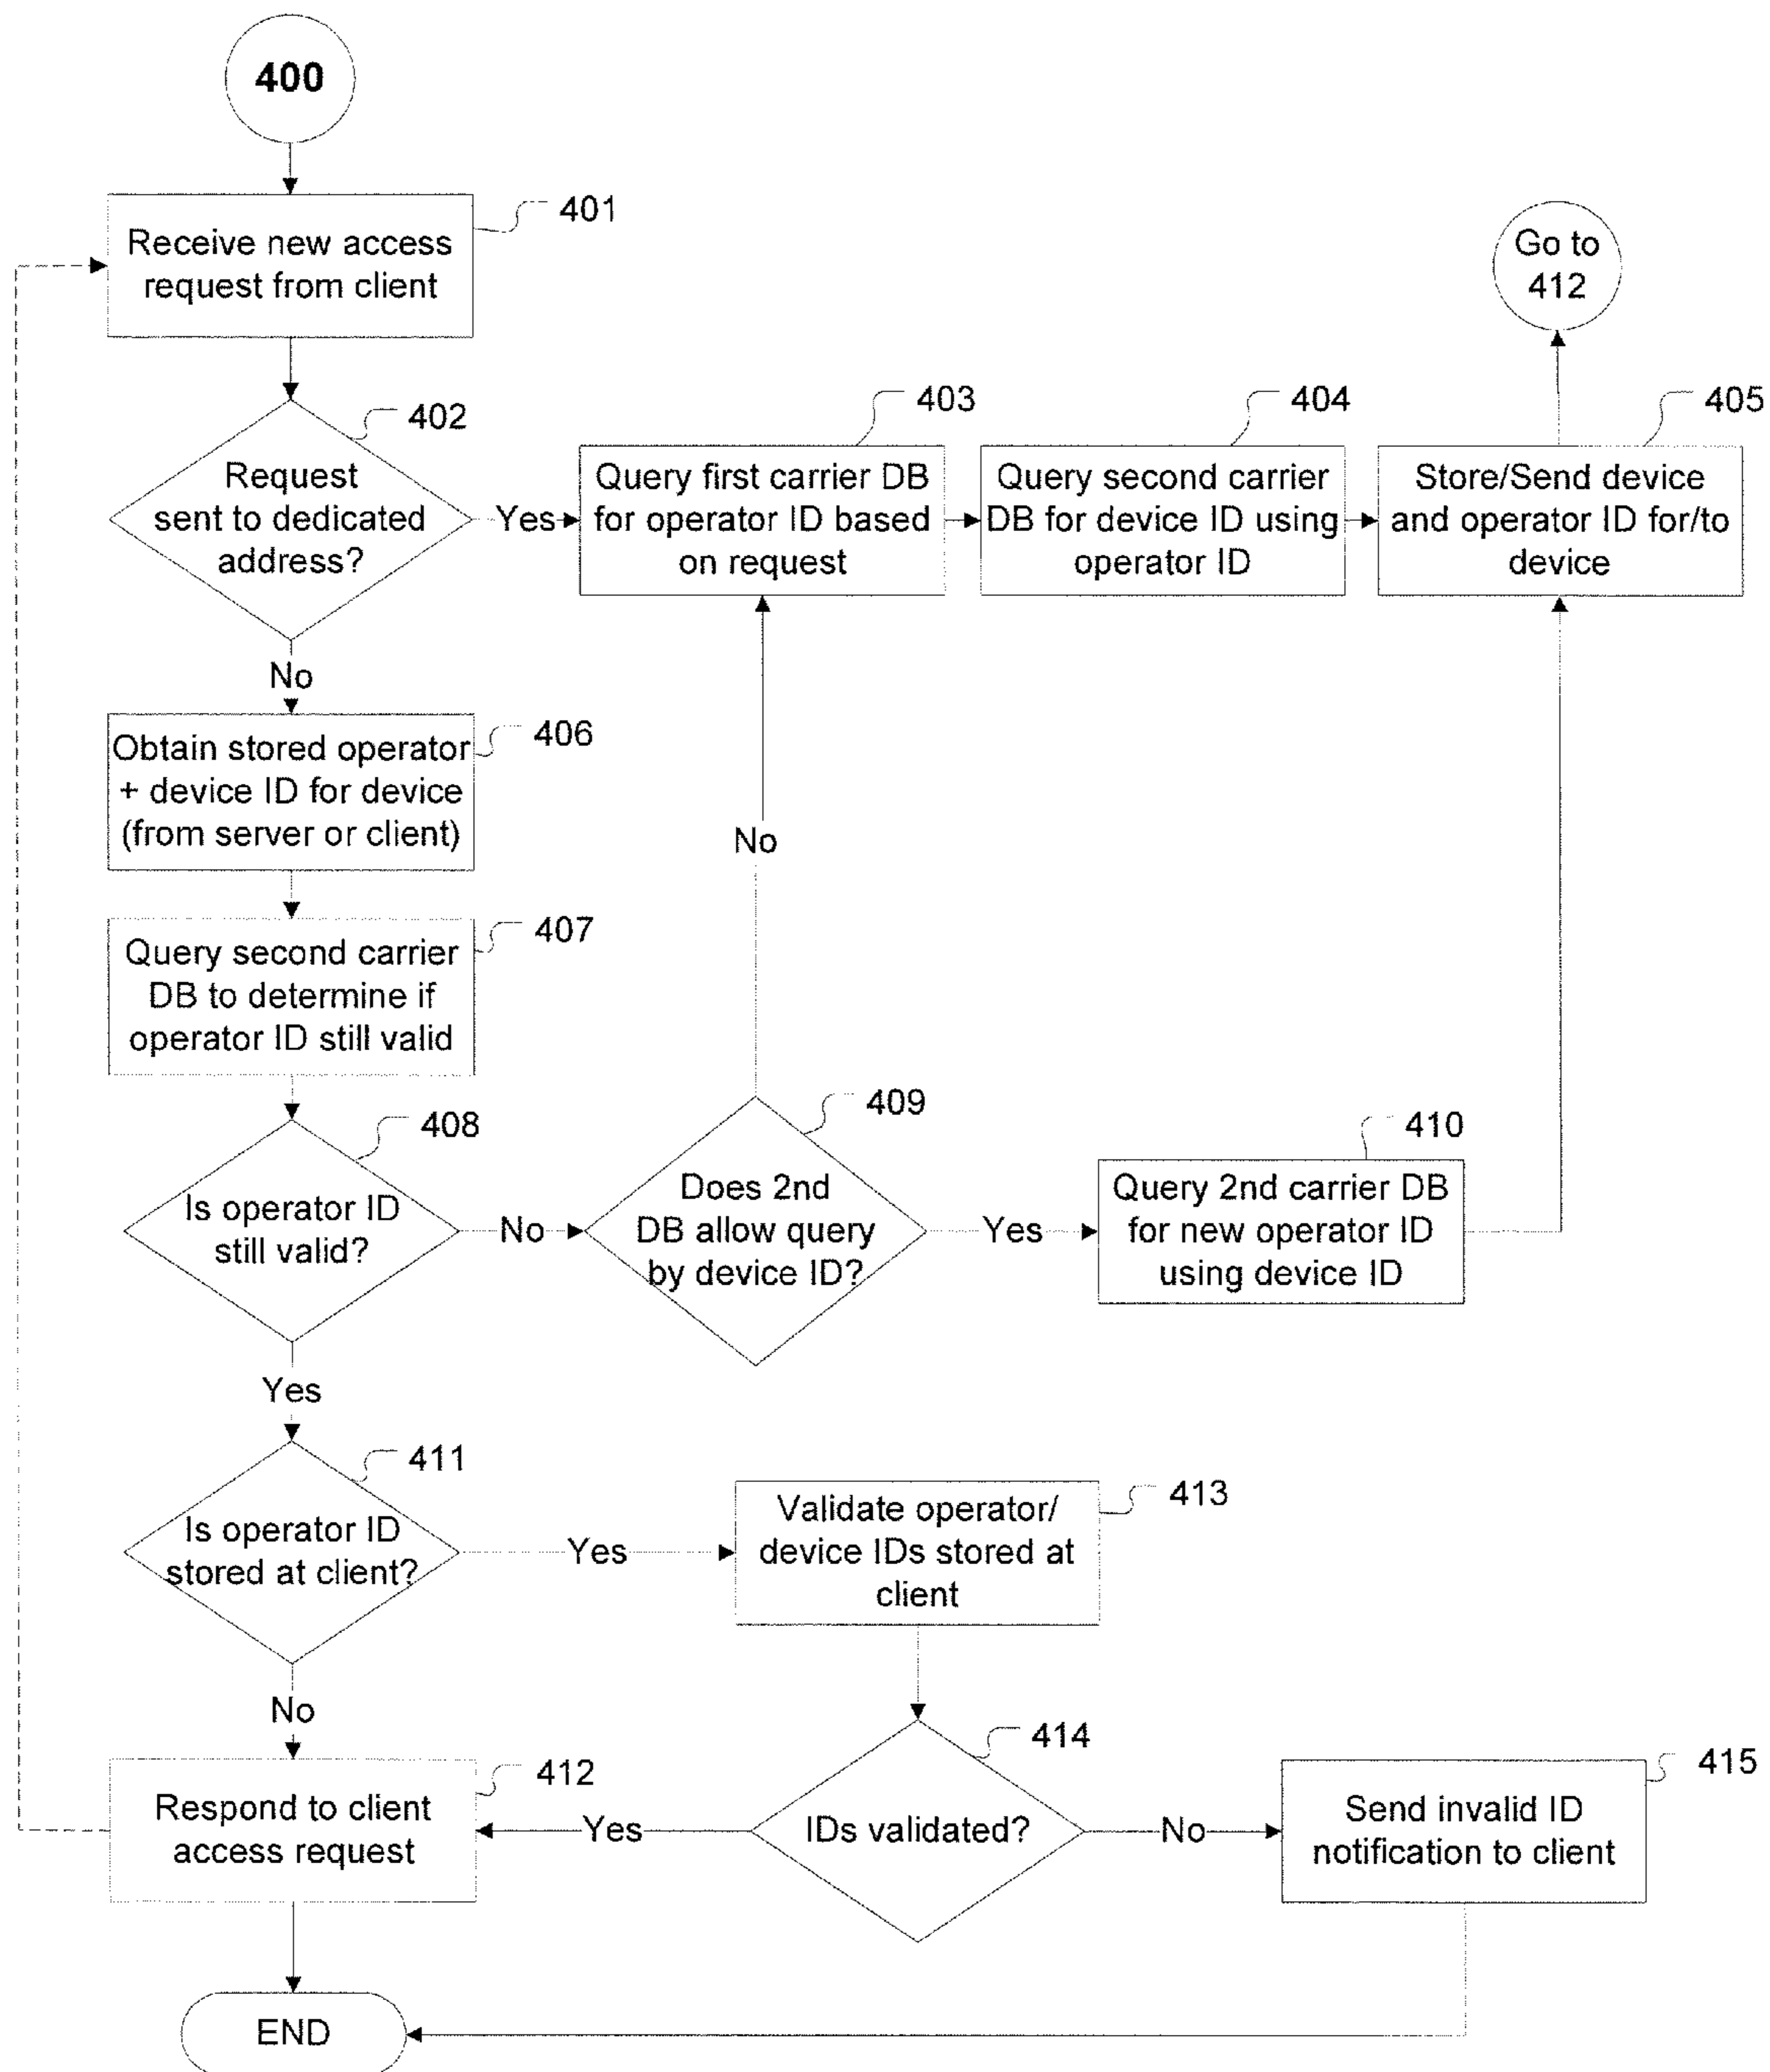 400
401
Receive new access
request from client
Go to
412
402
Request
sent to dedicated
address?
Yes
403
Query first carrier DB
for operator ID based
on request
404
Query second carrier
DB for device ID using
operator ID
405
Store/Send device
and operator ID for/to
device
No
406
Obtain stored operator
+ device ID for device
(from server or client)
407
Query second carrier
DB to determine if
operator ID still valid
No
408
Is operator ID
still valid?
No
409
Does 2nd
DB allow query
by device ID?
Yes
410
Query 2nd carrier DB
for new operator ID
using device ID
Yes
411
Is operator ID
stored at client?
Yes
413
Validate operator/
device IDs stored at
client
No
412
Respond to client
access request
Yes
414
IDs validated?
No
415
Send invalid ID
notification to client
END